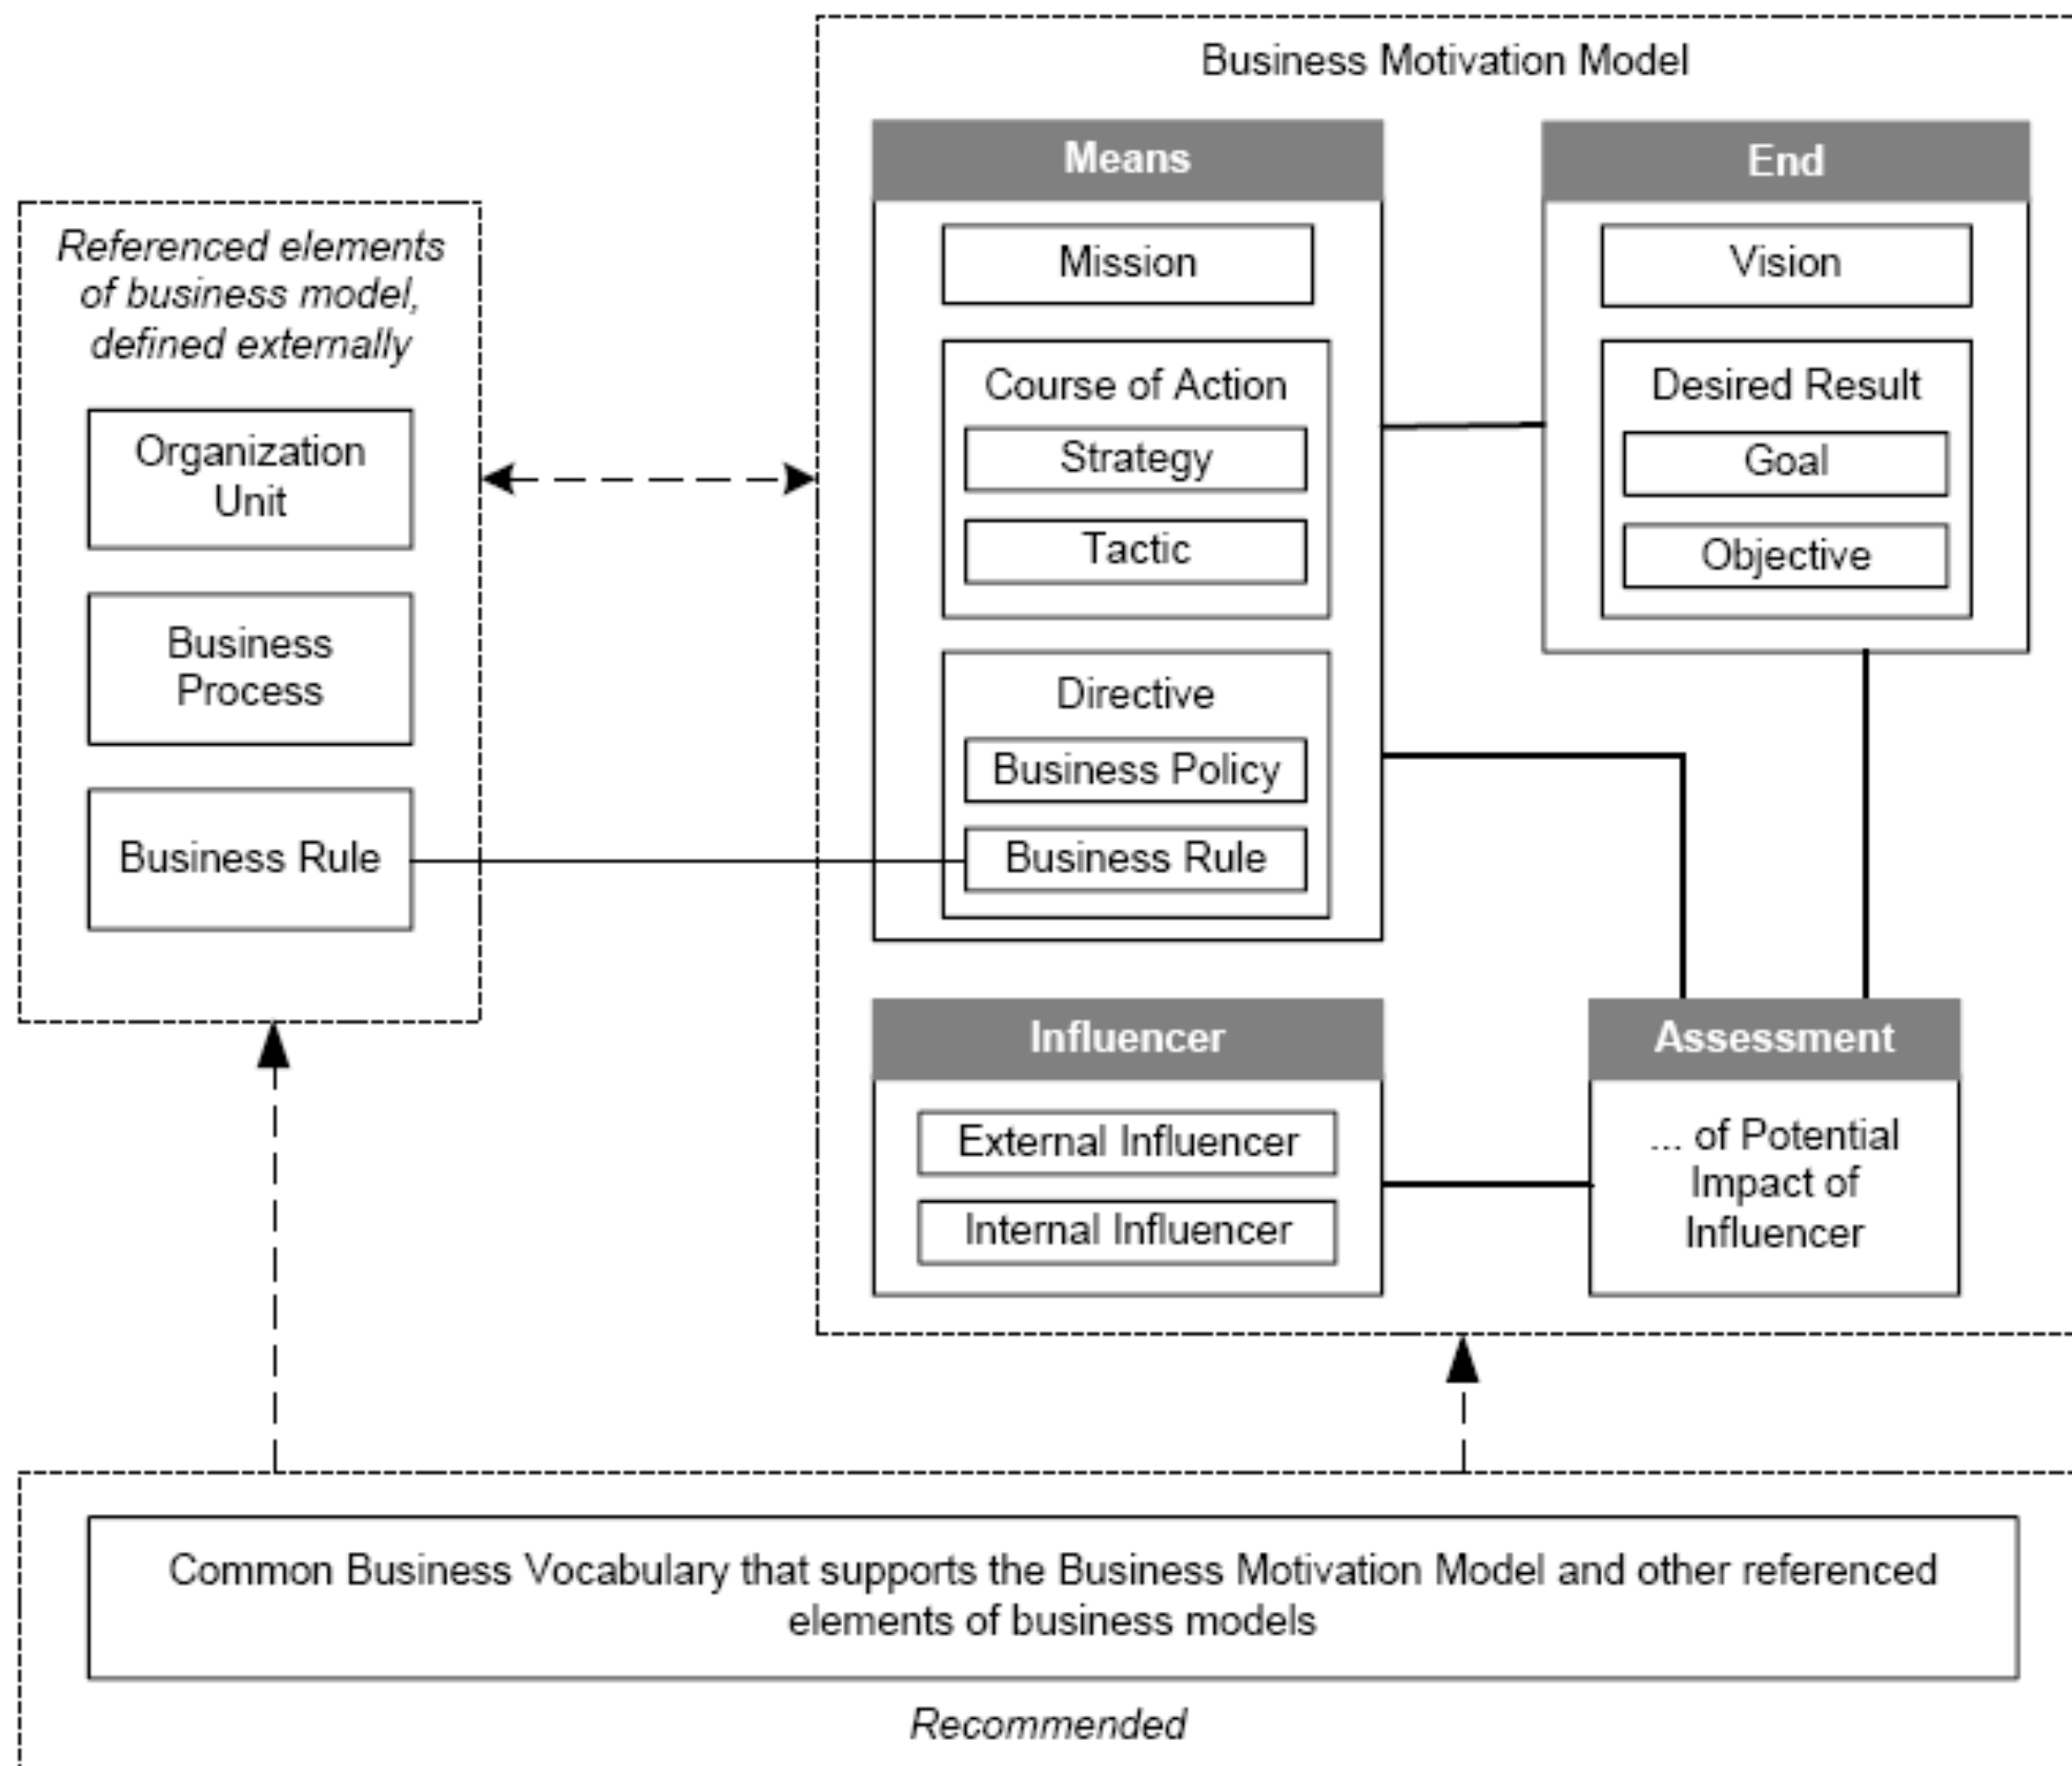 Business Motivation Model
Referenced elements
of business model,
defined externally
Organization
Unit
Business
Process
Business Rule
Means
Mission
Course of Action
Strategy
Tactic
Directive
Business Policy
Business Rule
End
Vision
Desired Result
Goal
Objective
Influencer
External Influencer
Internal Influencer
Assessment
... of Potential
Impact of
Influencer
Common Business Vocabulary that supports the Business Motivation Model and other referenced
elements of business models
Recommended